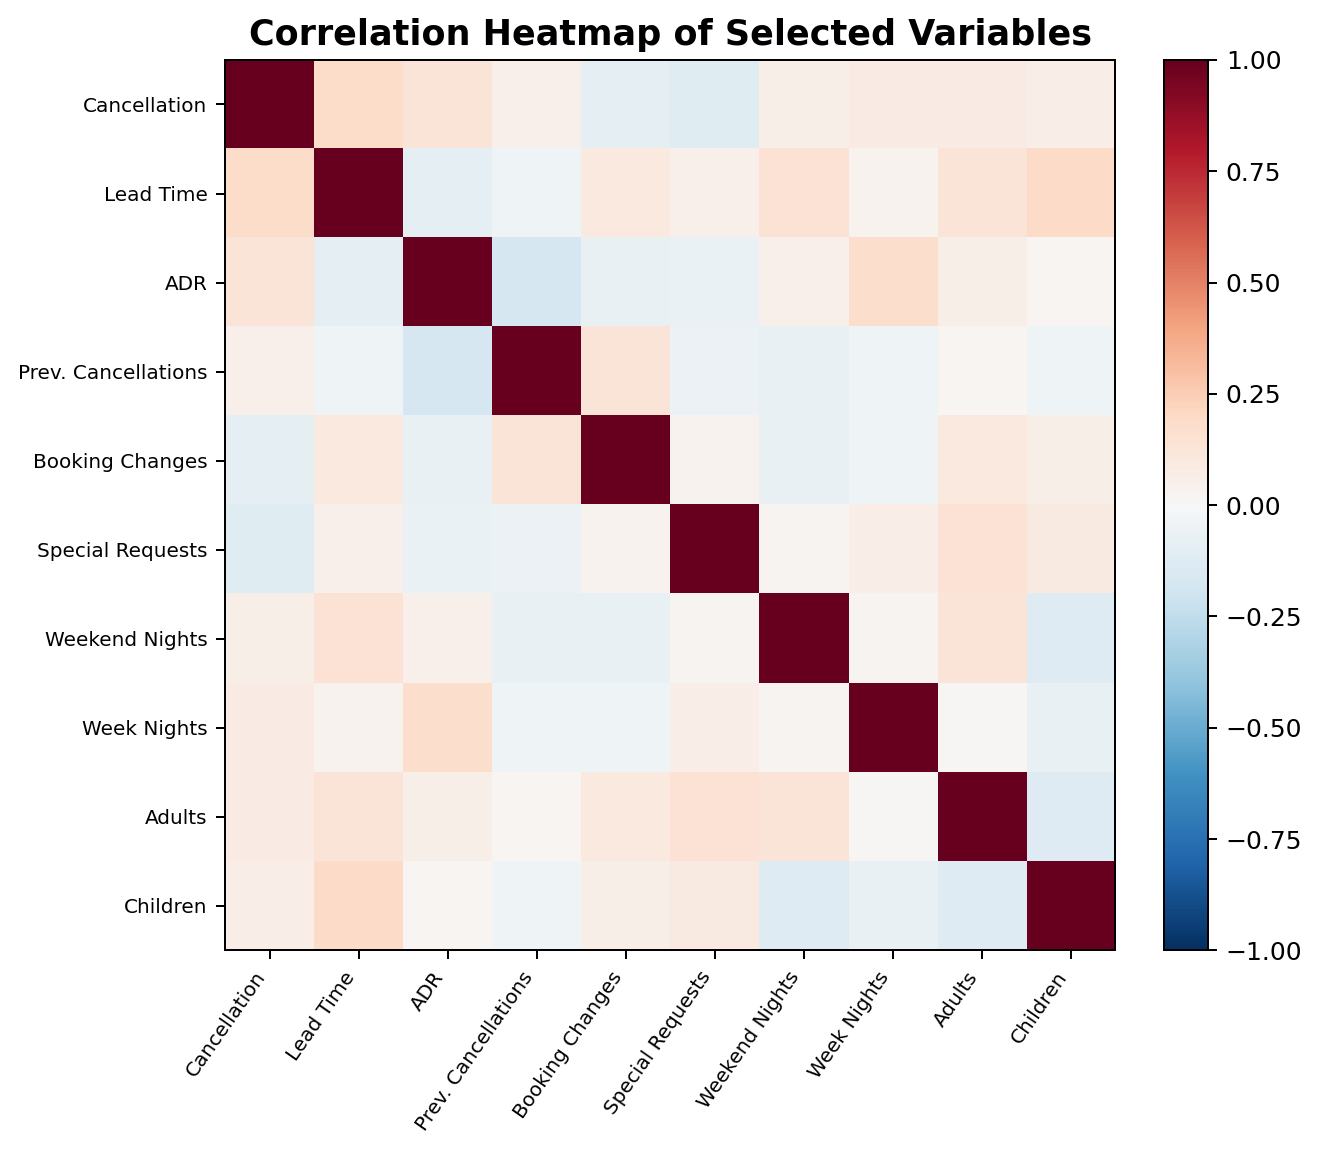 Correlation Heatmap of Selected Variables
Cancellation
Lead Time
ADR
Prev. Cancellations
Booking Changes
Special Requests
Weekend Nights
Week Nights
Adults
Children
Cancellation
Lead Time
ADR
Prev. Cancellations
Booking Changes
Special Requests
Weekend Nights
Week Nights
Adults
Children
1.00
0.75
0.50
0.25
0.00
−0.25
−0.50
−0.75
−1.00